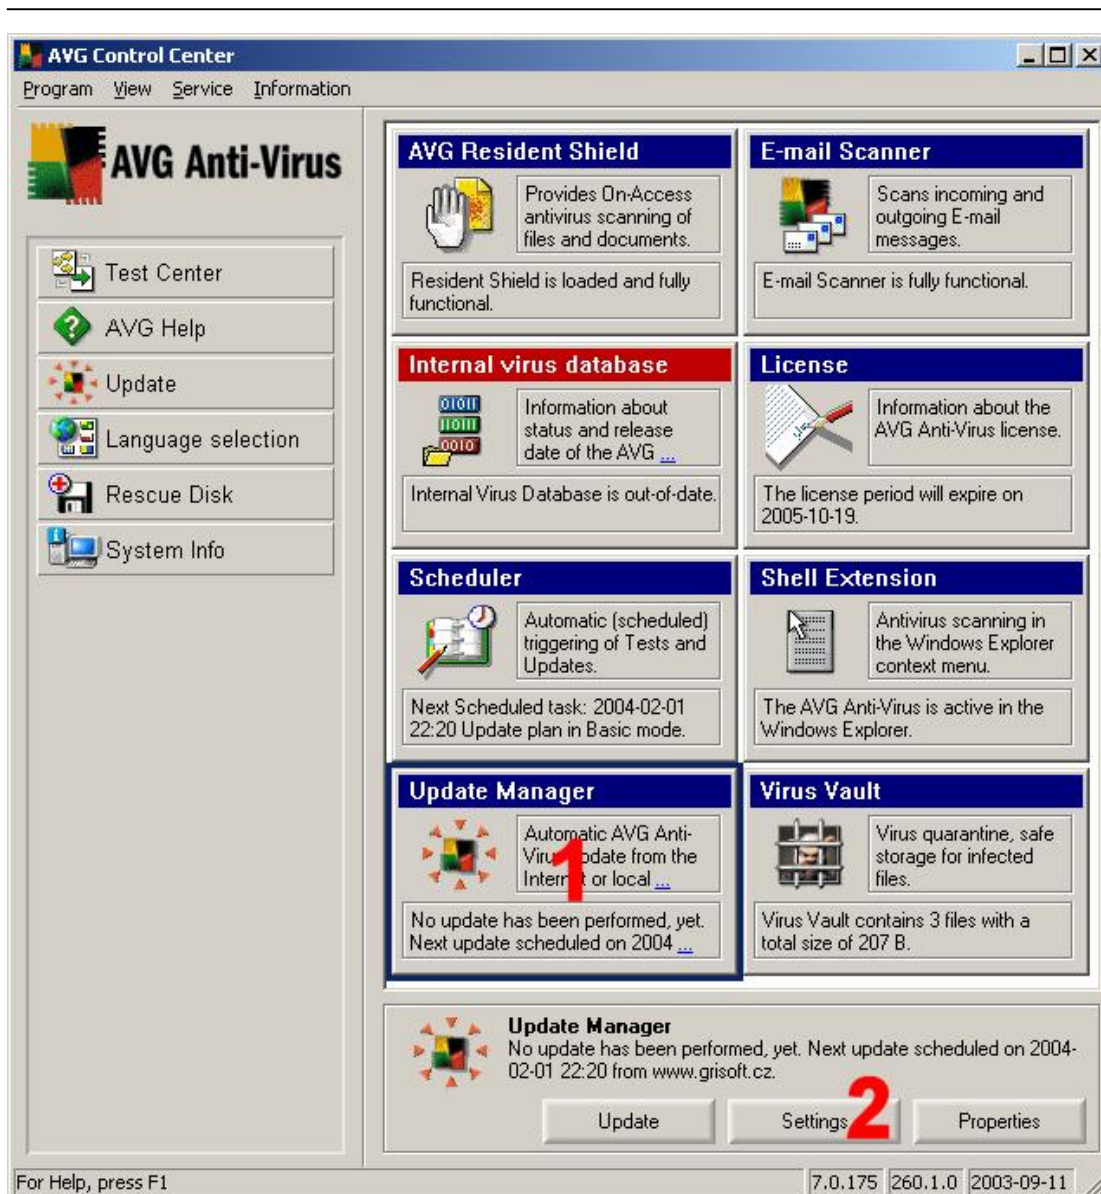 AVG Control Center
Program View Service Information
AVG Anti-Virus
Test Center
AVG Help
Update
Language selection
Rescue Disk
System Info
AVG Resident Shield
Provides On-Access
antivirus scanning of
files and documents.
Resident Shield is loaded and fully
functional.
E-mail Scanner
Scans incoming and
outgoing E-mail
messages.
E-mail Scanner is fully functional.
Internal virus database
01011
11011
0010
Information about
status and release
date of the AVG ...
Internal Virus Database is out-of-date.
License
Information about the
AVG Anti-Virus license.
The license period will expire on
2005-10-19.
Scheduler
Automatic (scheduled)
triggering of Tests and
Updates.
Next Scheduled task: 2004-02-01
22:20 Update plan in Basic mode.
Shell Extension
Antivirus scanning in
the Windows Explorer
context menu.
The AVG Anti-Virus is active in the
Windows Explorer.
Update Manager
Automatic AVG Anti-
Virus update from the
Internet or local ...
1
No update has been performed, yet.
Next update scheduled on 2004 ...
Virus Vault
Virus quarantine, safe
storage for infected
files.
Virus Vault contains 3 files with a
total size of 207 B.
Update Manager
No update has been performed, yet. Next update scheduled on 2004-
02-01 22:20 from www.grisoft.cz.
Update Settings 2 Properties
For Help, press F1 7.0.175 260.1.0 2003-09-11